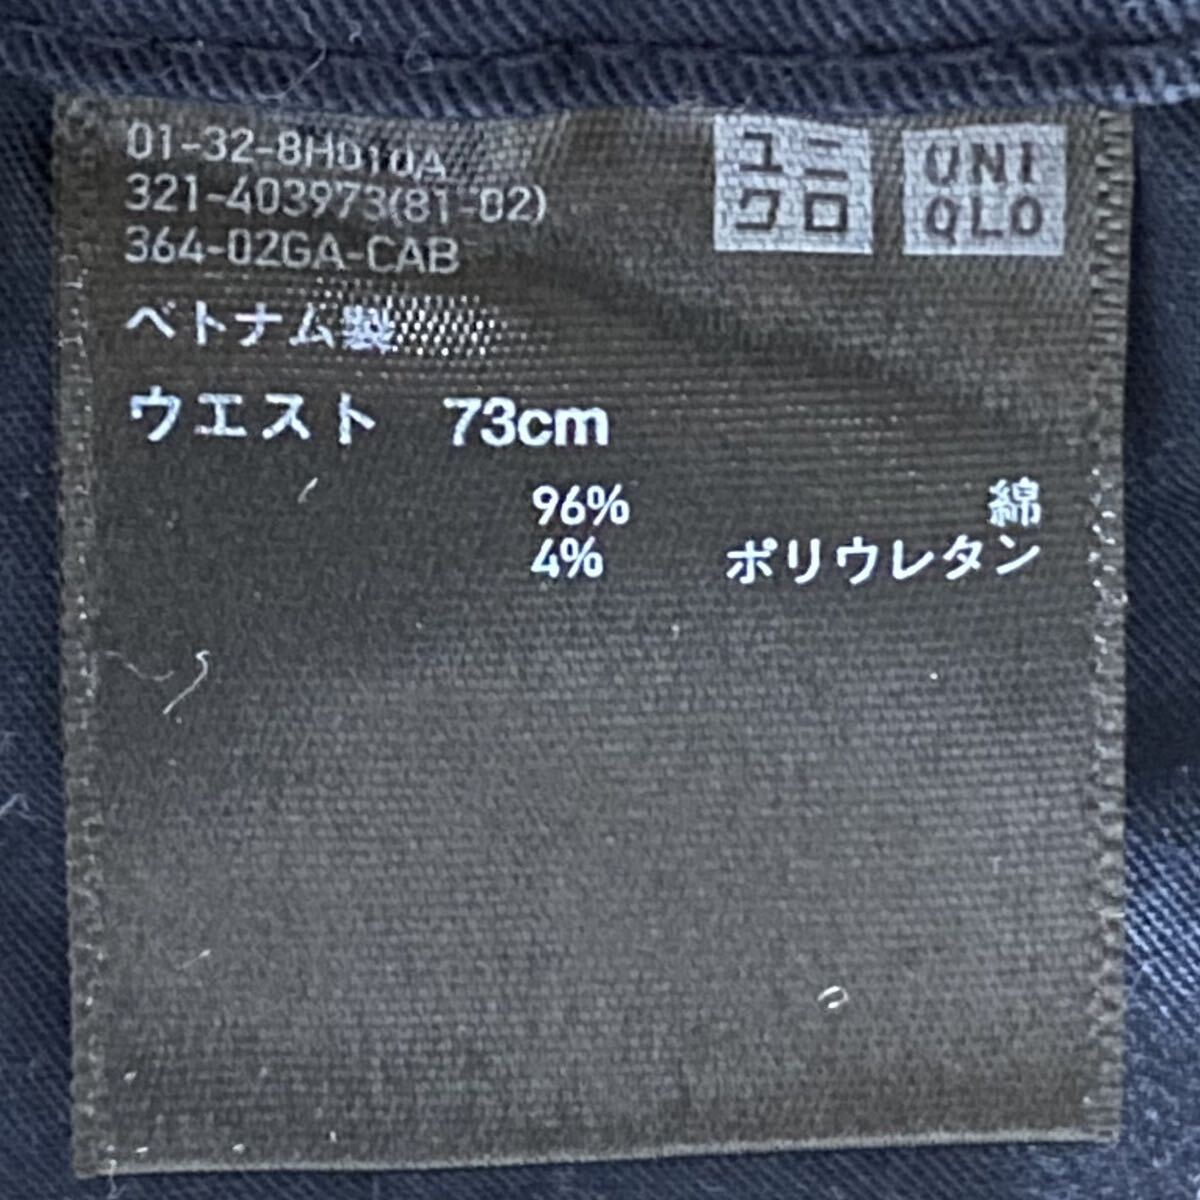 01-32-8H010A
321-403973(81-02)
364-02GA-CAB
ユニ
クロ
UNI
QLO
ベトナム製
ウエスト 73cm
96% 綿
4% ポリウレタン